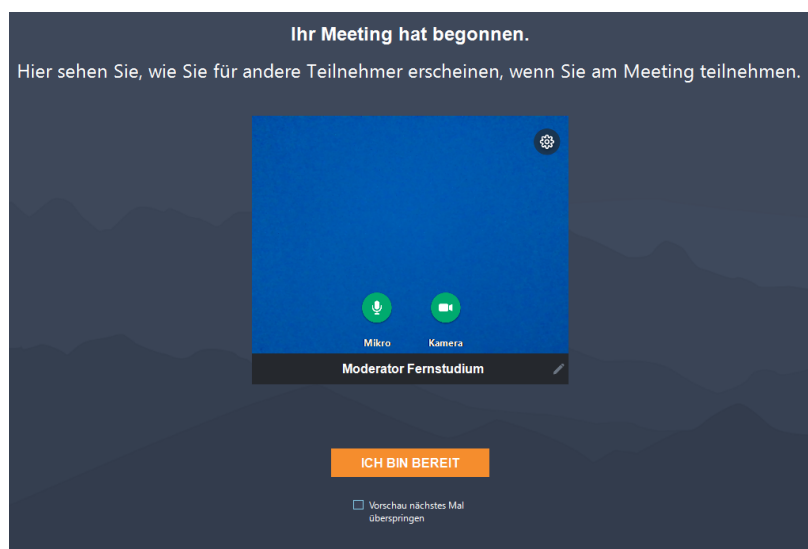 Ihr Meeting hat begonnen.
Hier sehen Sie, wie Sie für andere Teilnehmer erscheinen, wenn Sie am Meeting teilnehmen.
Mikro Kamera
Moderator Fernstudium
ICH BIN BEREIT
Vorschau nächstes Mal
überspringen